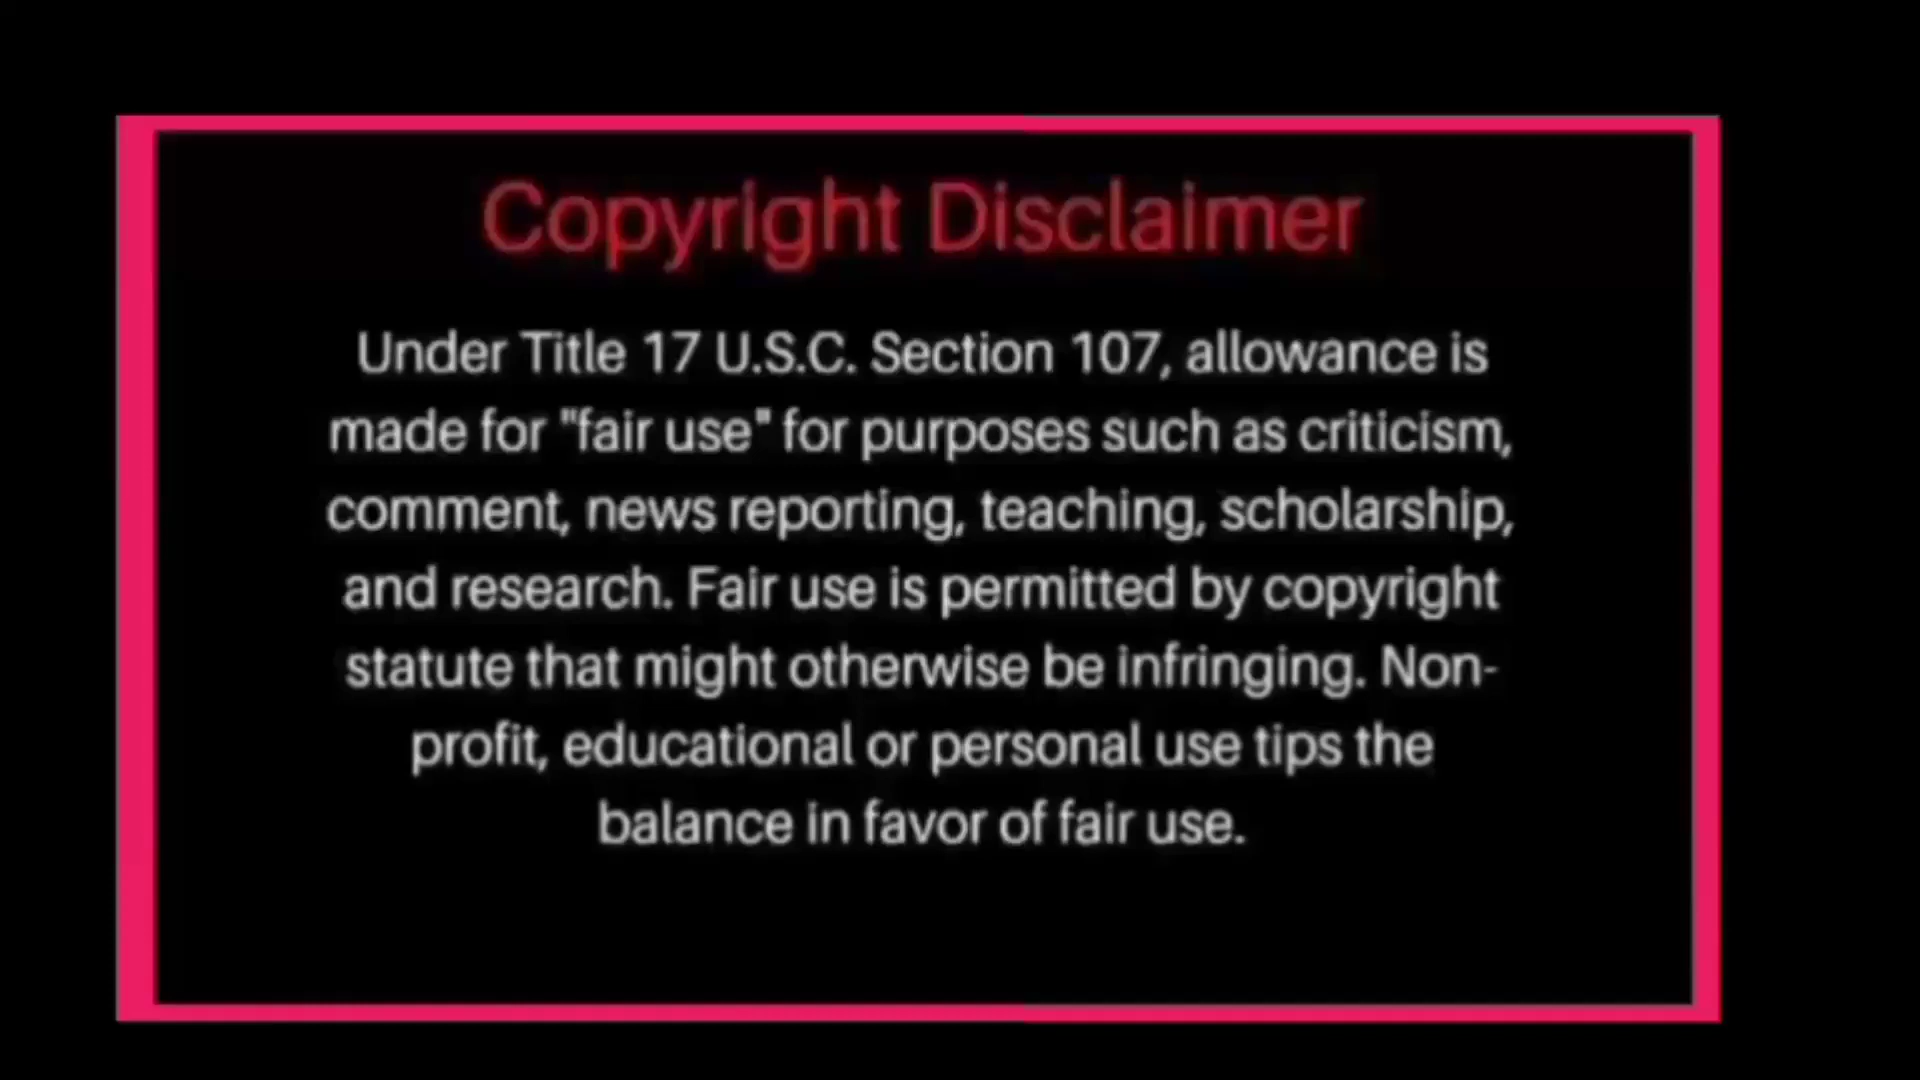 Copyright Disclaimer
Under Title 17 U.S.C. Section 107, allowance is
made for "fair use" for purposes such as criticism,
comment, news reporting, teaching, scholarship,
and research. Fair use is permitted by copyright
statute that might otherwise be infringing. Non-
profit, educational or personal use tips the
balance in favor of fair use.